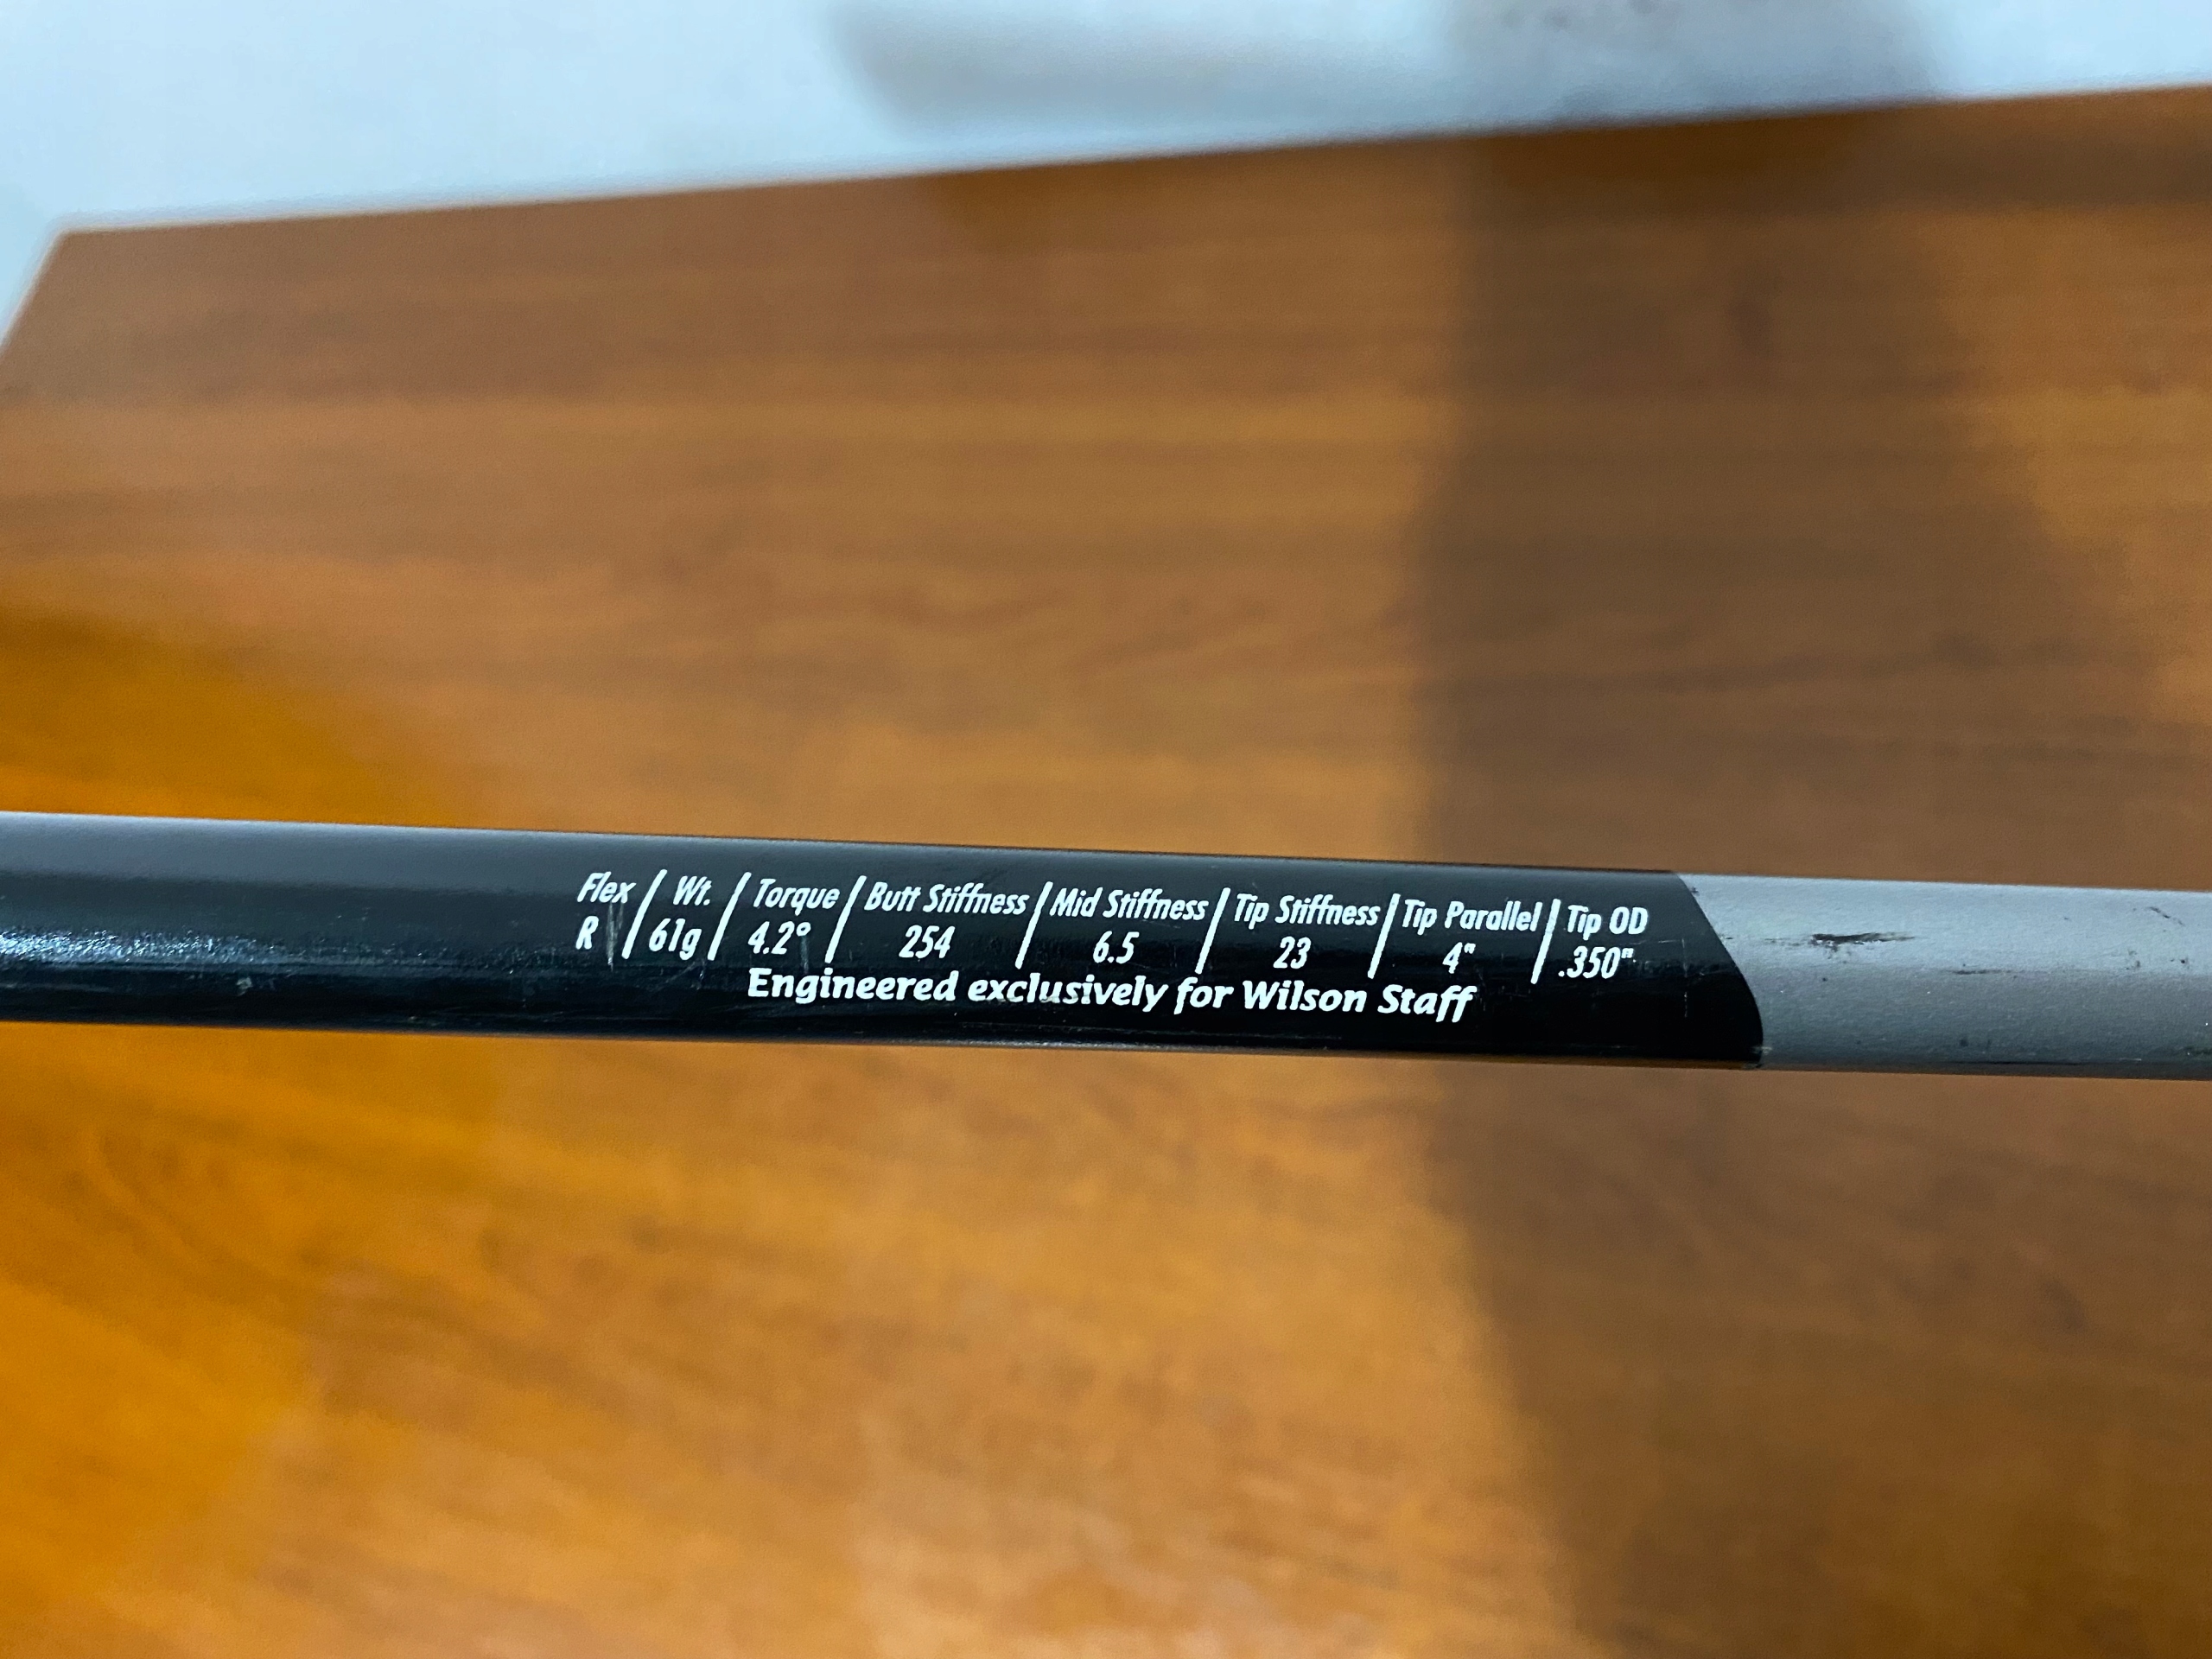 Flex / Wt. / Torque / Butt Stiffness / Mid Stiffness / Tip Stiffness / Tip Parallel / Tip OD
R / 61g / 4.2° / 254 / 6.5 / 23 / 4" / .350"
Engineered exclusively for Wilson Staff